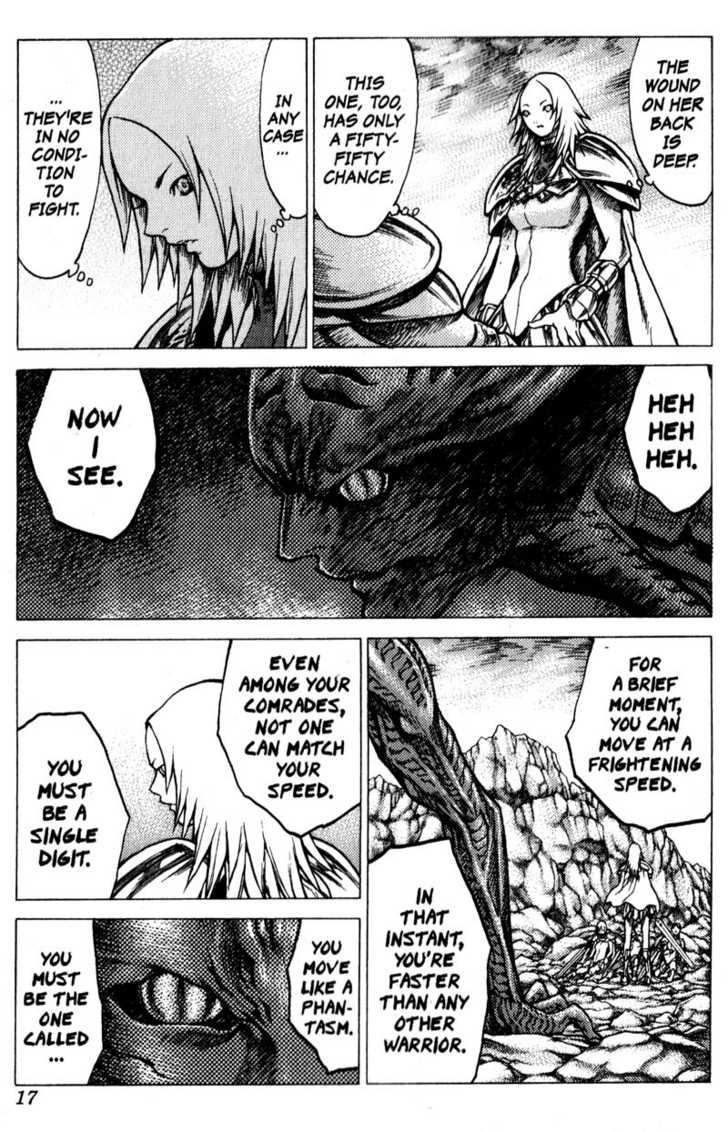 THE
WOUND
ON HER
BACK
IS
DEEP.
THIS
ONE, TOO,
HAS ONLY
A FIFTY-
FIFTY
CHANCE.
IN
ANY
CASE
...
...
THEY'RE
IN NO
CONDI-
TION
TO
FIGHT.
HEH
HEH
HEH.
NOW
I
SEE.
FOR
A BRIEF
MOMENT,
YOU CAN
MOVE AT A
FRIGHTENING
SPEED.
IN
THAT
INSTANT,
YOU'RE
FASTER
THAN ANY
OTHER
WARRIOR.
EVEN
AMONG YOUR
COMRADES,
NOT ONE
CAN MATCH
YOUR
SPEED.
YOU
MUST
BE A
SINGLE
DIGIT.
YOU
MOVE
LIKE A
PHAN-
TASM.
YOU
MUST
BE THE
ONE
CALLED
...
17